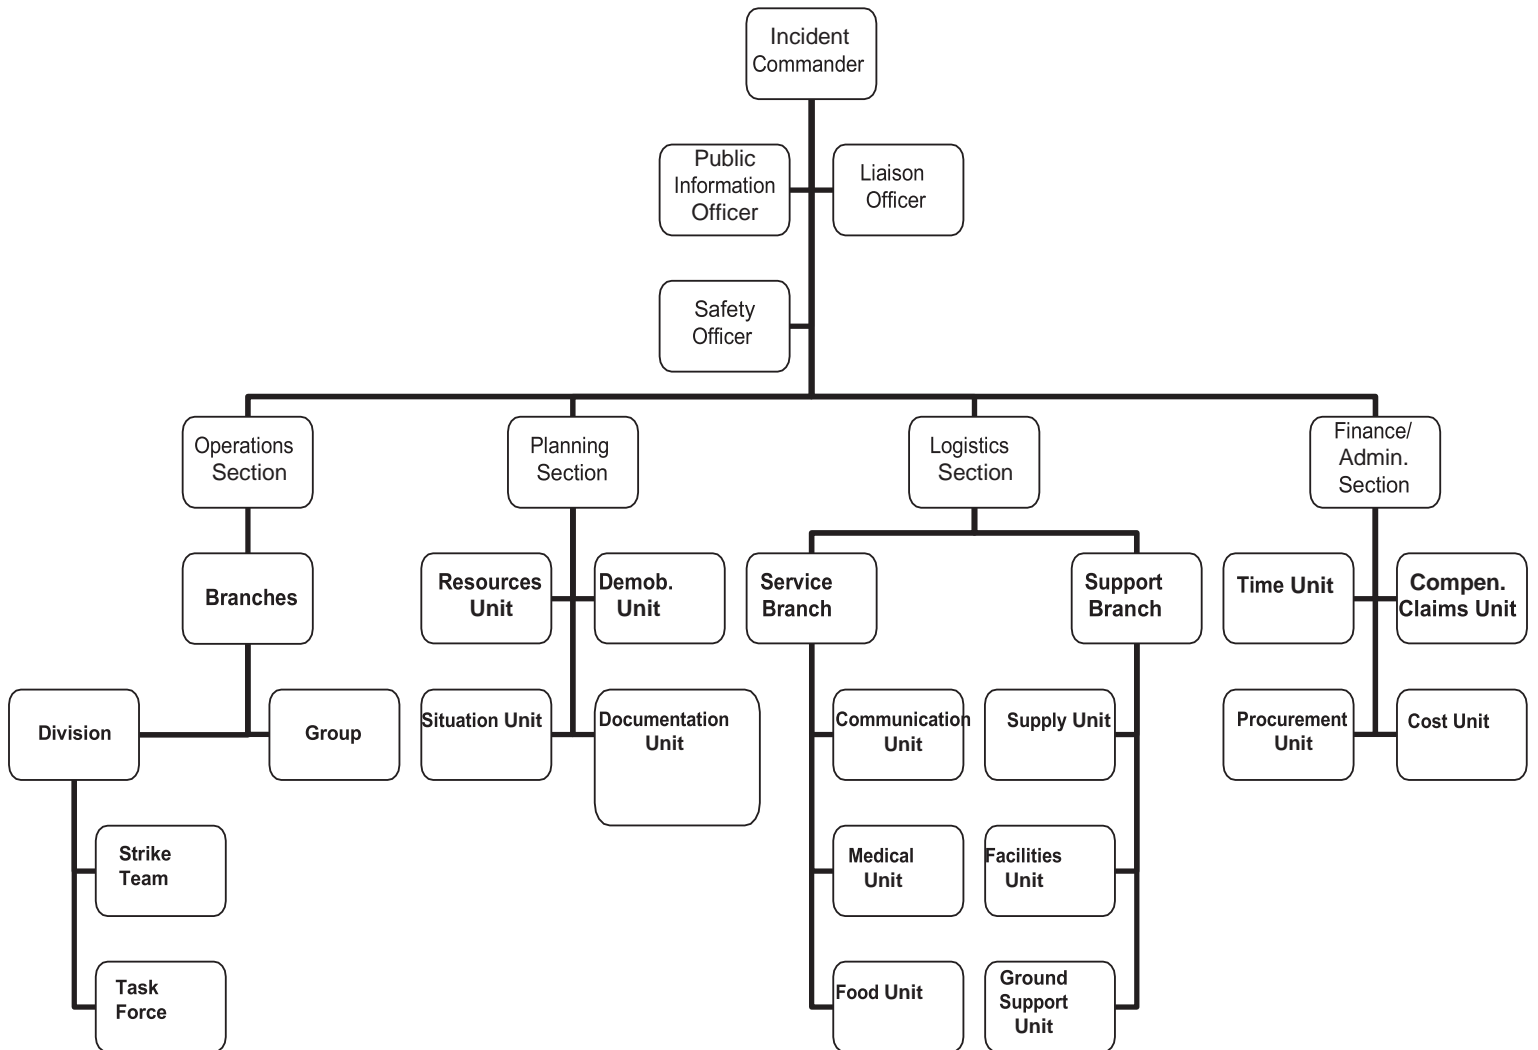 Incident
Commander
Public
Information
Officer
Liaison
Officer
Safety
Officer
Operations
Section
Planning
Section
Logistics
Section
Finance/
Admin.
Section
Branches
Resources
Unit
Demob.
Unit
Service
Branch
Support
Branch
Time Unit
Compen.
Claims Unit
Division
Group
Situation Unit
Documentation
Unit
Communication
Unit
Supply Unit
Procurement
Unit
Cost Unit
Strike
Team
Medical
Unit
Facilities
Unit
Task
Force
Food Unit
Ground
Support
Unit